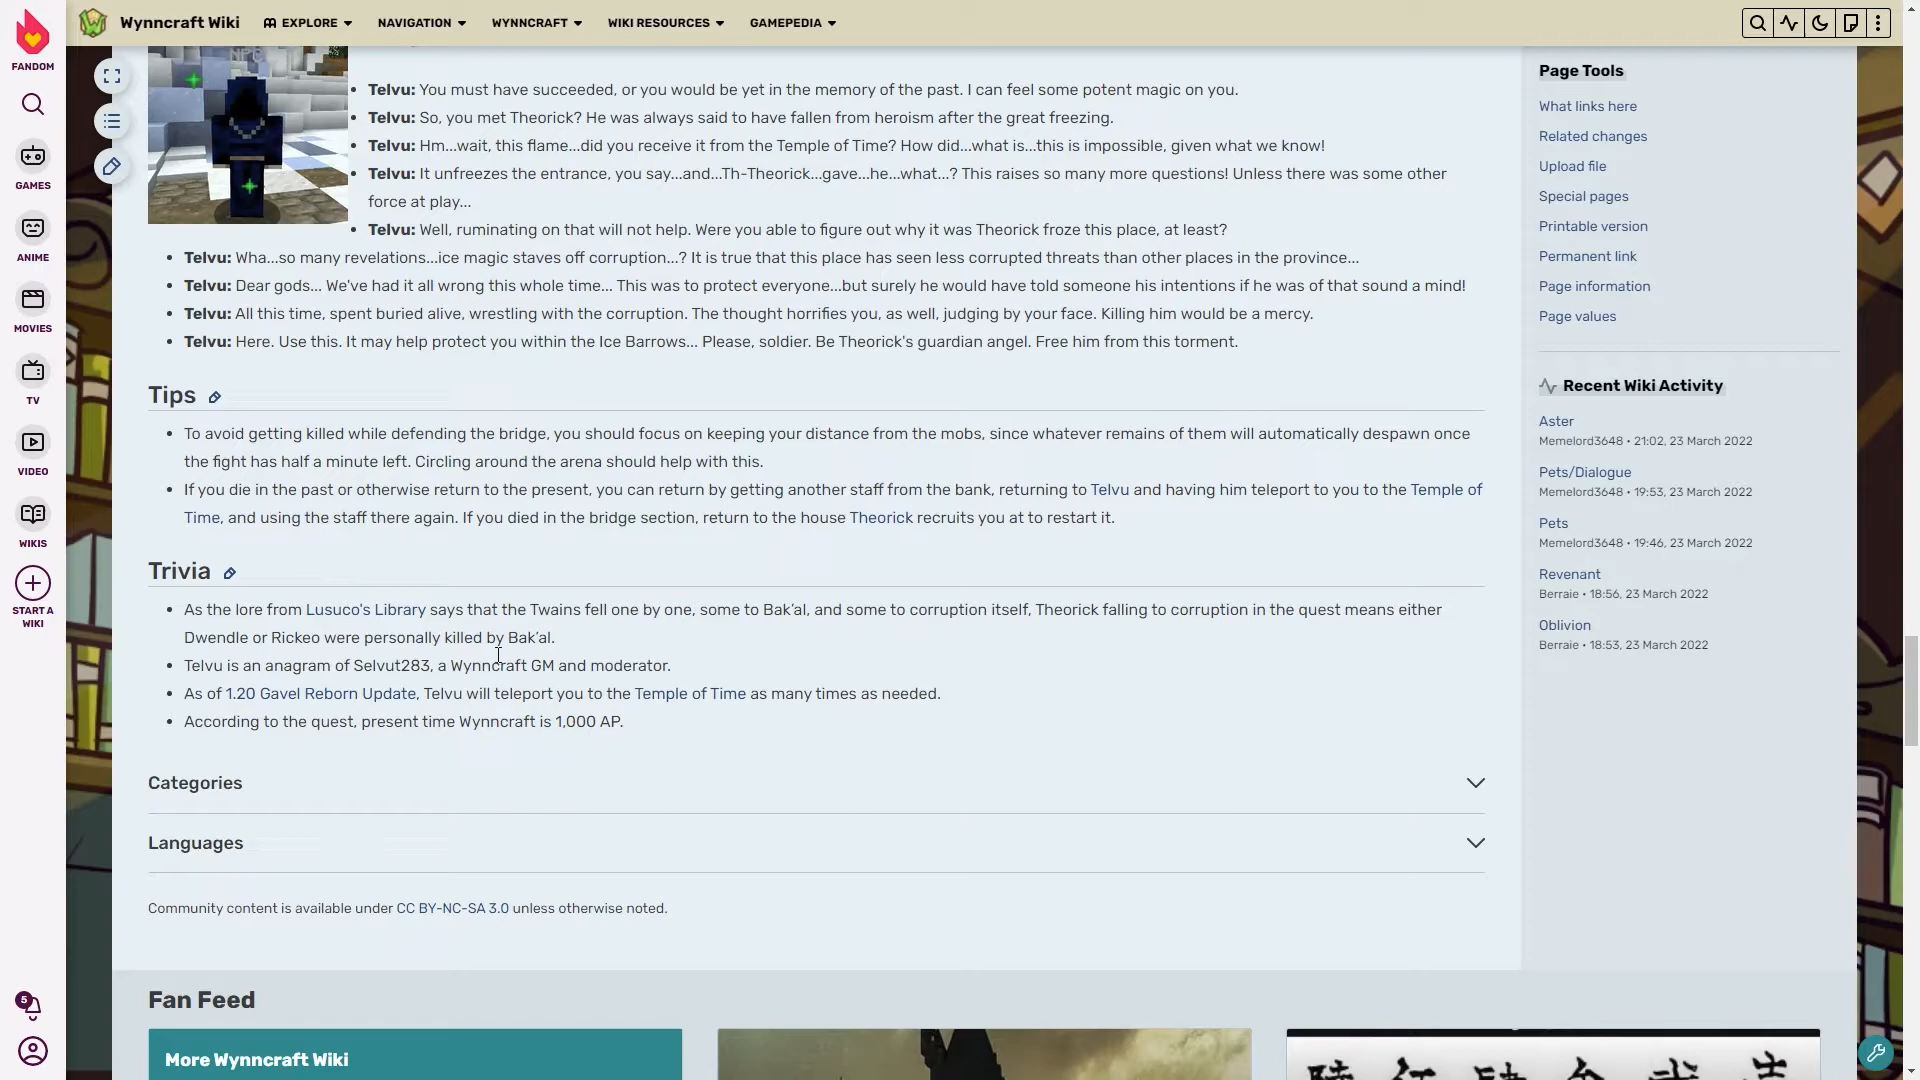 Wynncraft Wiki
EXPLORE
NAVIGATION
WYNNCRAFT
WIKI RESOURCES
GAMEPEDIA
FANDOM
GAMES
ANIME
MOVIES
TV
VIDEO
WIKIS
START A
WIKI
5
NPC
Telvu: You must have succeeded, or you would be yet in the memory of the past. I can feel some potent magic on you.
Telvu: So, you met Theorick? He was always said to have fallen from heroism after the great freezing.
Telvu: Hm...wait, this flame...did you receive it from the Temple of Time? How did...what is...this is impossible, given what we know!
Telvu: It unfreezes the entrance, you say...and...Th-Theorick...gave...he...what...? This raises so many more questions! Unless there was some other
force at play...
Telvu: Well, ruminating on that will not help. Were you able to figure out why it was Theorick froze this place, at least?
Telvu: Wha...so many revelations...ice magic staves off corruption...? It is true that this place has seen less corrupted threats than other places in the province...
Telvu: Dear gods... We've had it all wrong this whole time... This was to protect everyone...but surely he would have told someone his intentions if he was of that sound a mind!
Telvu: All this time, spent buried alive, wrestling with the corruption. The thought horrifies you, as well, judging by your face. Killing him would be a mercy.
Telvu: Here. Use this. It may help protect you within the Ice Barrows... Please, soldier. Be Theorick's guardian angel. Free him from this torment.
Tips
To avoid getting killed while defending the bridge, you should focus on keeping your distance from the mobs, since whatever remains of them will automatically despawn once
the fight has half a minute left. Circling around the arena should help with this.
If you die in the past or otherwise return to the present, you can return by getting another staff from the bank, returning to Telvu and having him teleport to you to the Temple of
Time, and using the staff there again. If you died in the bridge section, return to the house Theorick recruits you at to restart it.
Trivia
As the lore from Lusuco's Library says that the Twains fell one by one, some to Bak'al, and some to corruption itself, Theorick falling to corruption in the quest means either
Dwendle or Rickeo were personally killed by Bak'al.
Telvu is an anagram of Selvut283, a Wynncraft GM and moderator.
As of 1.20 Gavel Reborn Update, Telvu will teleport you to the Temple of Time as many times as needed.
According to the quest, present time Wynncraft is 1,000 AP.
Categories
Languages
Community content is available under CC BY-NC-SA 3.0 unless otherwise noted.
Fan Feed
More Wynncraft Wiki
Page Tools
What links here
Related changes
Upload file
Special pages
Printable version
Permanent link
Page information
Page values
Recent Wiki Activity
Aster
Memelord3648 • 21:02, 23 March 2022
Pets/Dialogue
Memelord3648 • 19:53, 23 March 2022
Pets
Memelord3648 • 19:46, 23 March 2022
Revenant
Berraie • 18:56, 23 March 2022
Oblivion
Berraie • 18:53, 23 March 2022